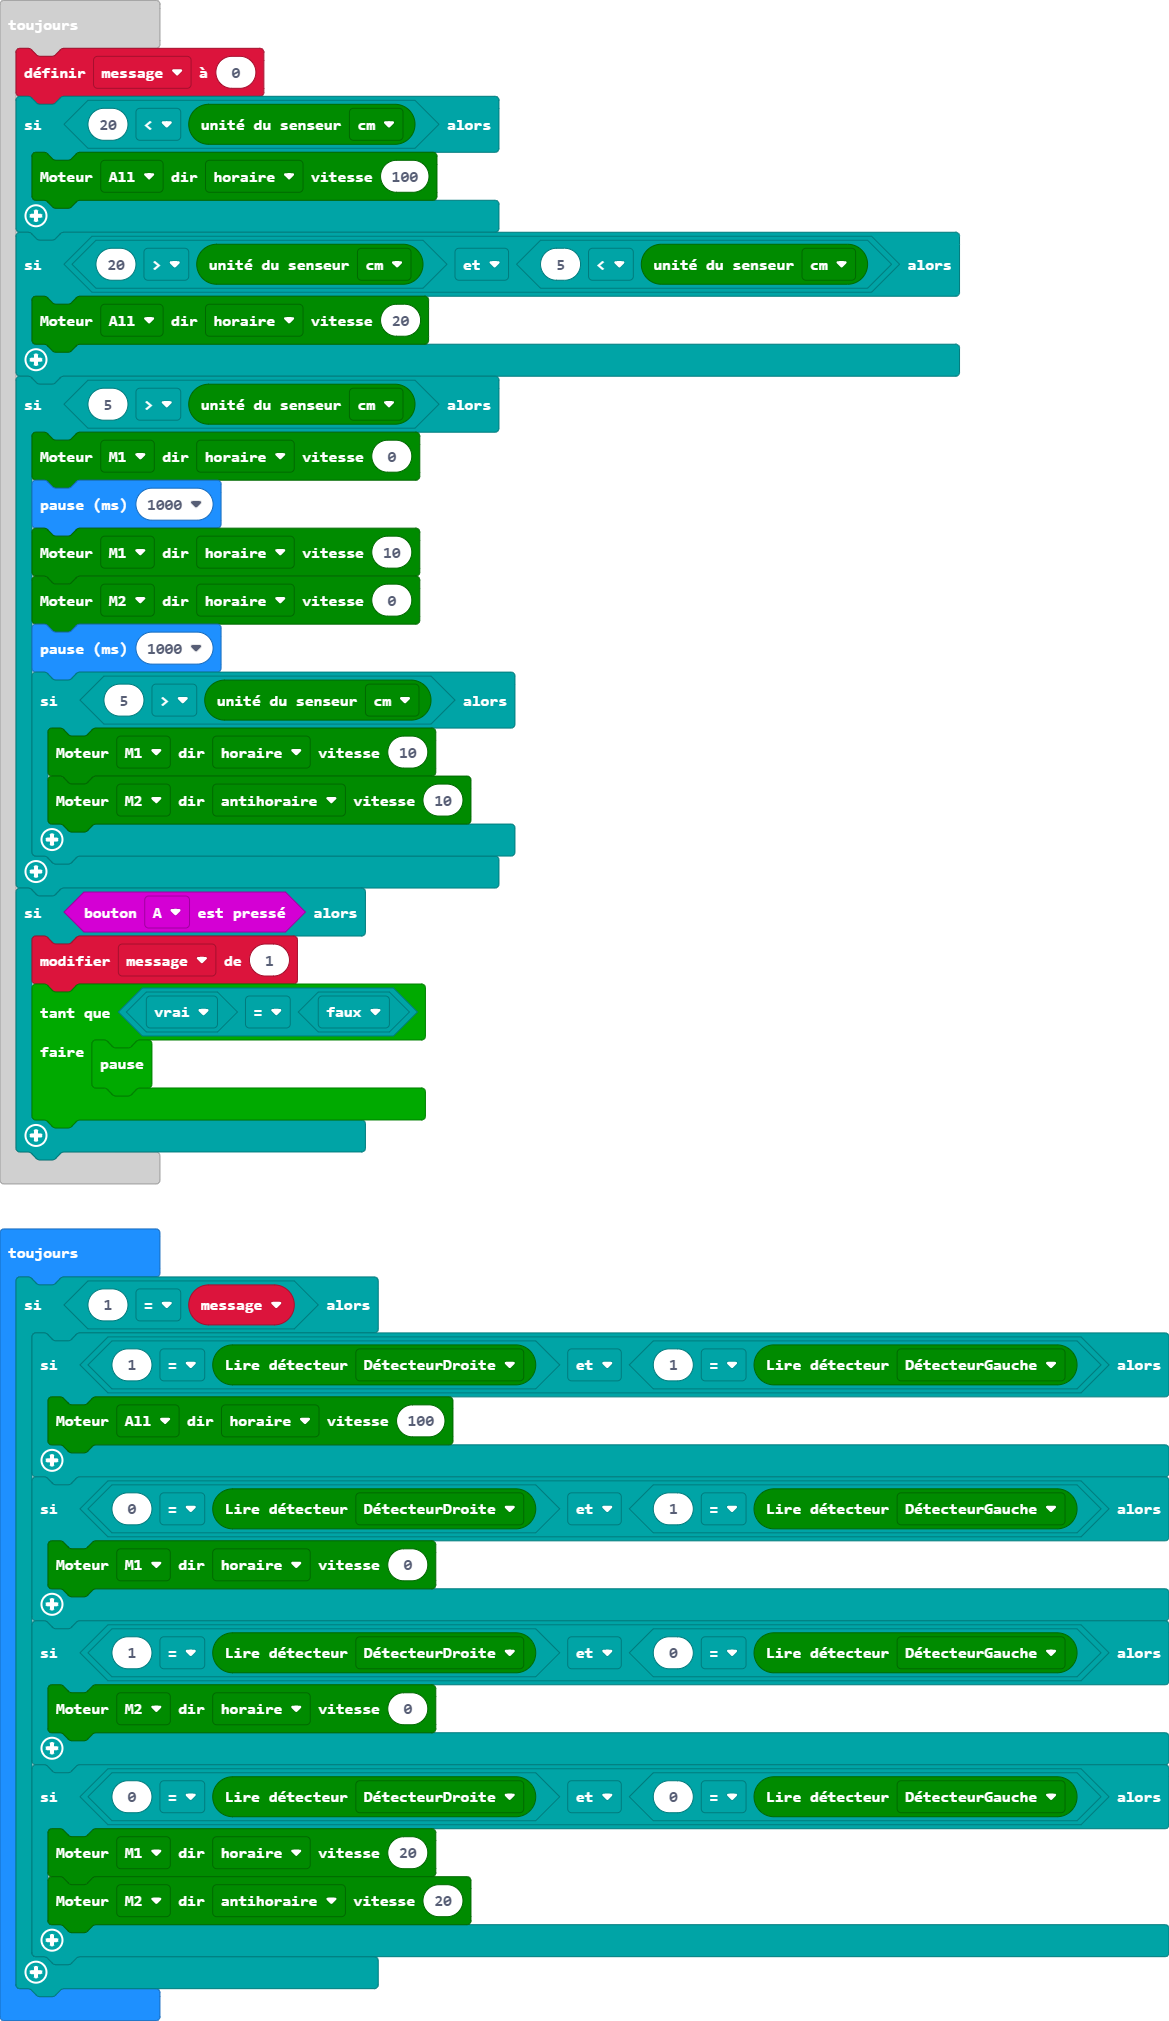 toujours
définir message à 0
si 20 < unité du senseur cm alors
Moteur All dir horaire vitesse 100
si 20 > unité du senseur cm et 5 < unité du senseur cm alors
Moteur All dir horaire vitesse 20
si 5 > unité du senseur cm alors
Moteur M1 dir horaire vitesse 0
pause (ms) 1000
Moteur M1 dir horaire vitesse 10
Moteur M2 dir horaire vitesse 0
pause (ms) 1000
si 5 > unité du senseur cm alors
Moteur M1 dir horaire vitesse 10
Moteur M2 dir antihoraire vitesse 10
si bouton A est pressé alors
modifier message de 1
tant que vrai = faux
faire pause
toujours
si 1 = message alors
si 1 = Lire détecteur DétecteurDroite et 1 = Lire détecteur DétecteurGauche alors
Moteur All dir horaire vitesse 100
si 0 = Lire détecteur DétecteurDroite et 1 = Lire détecteur DétecteurGauche alors
Moteur M1 dir horaire vitesse 0
si 1 = Lire détecteur DétecteurDroite et 0 = Lire détecteur DétecteurGauche alors
Moteur M2 dir horaire vitesse 0
si 0 = Lire détecteur DétecteurDroite et 0 = Lire détecteur DétecteurGauche alors
Moteur M1 dir horaire vitesse 20
Moteur M2 dir antihoraire vitesse 20